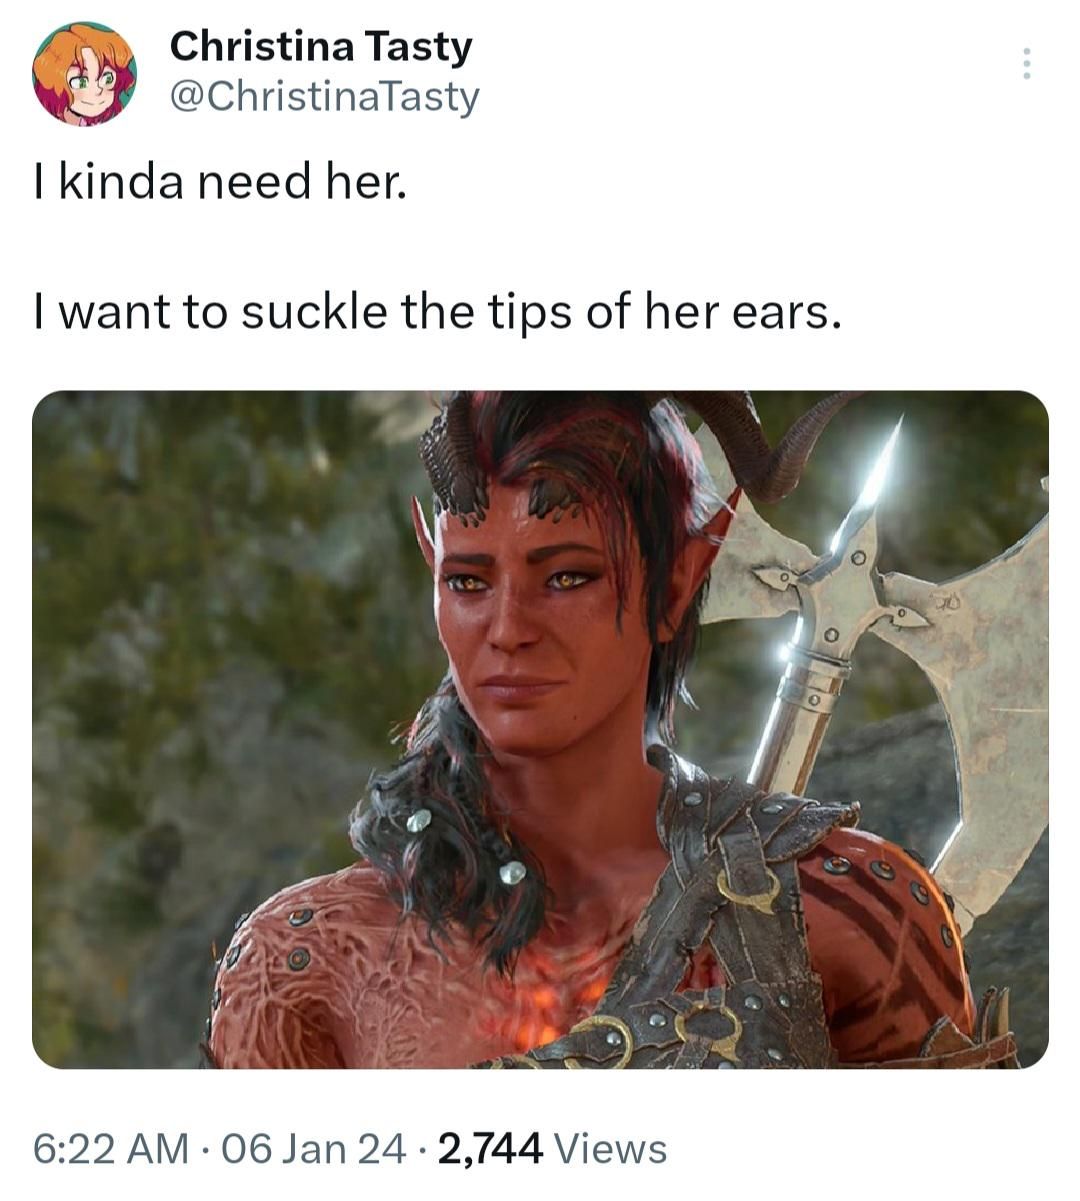 Christina Tasty
@ChristinaTasty
I kinda need her.
I want to suckle the tips of her ears.
6:22 AM · 06 Jan 24 · 2,744 Views